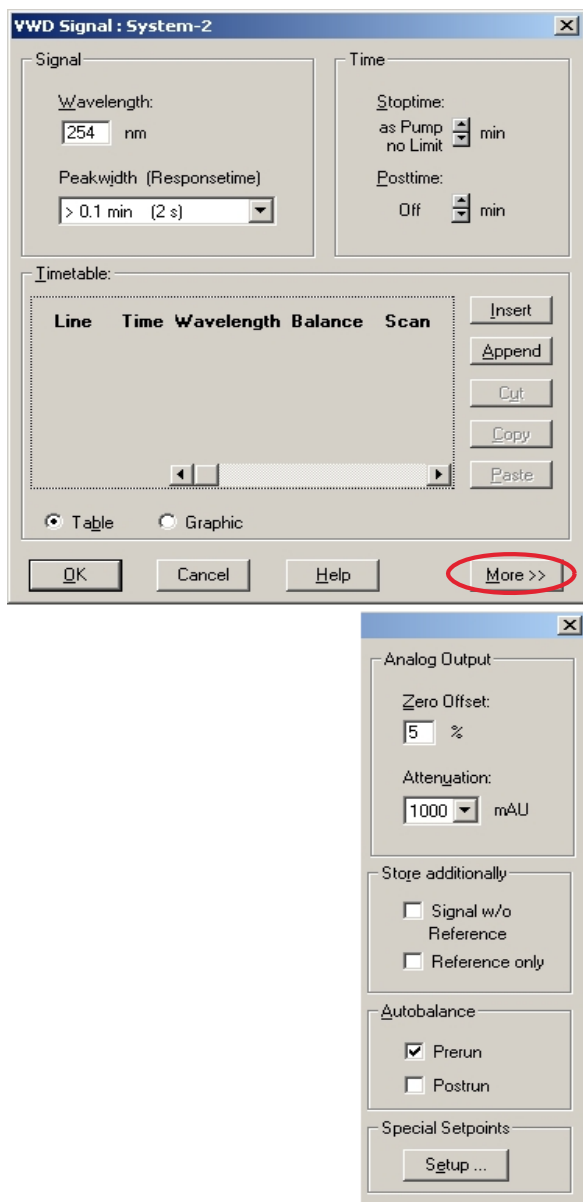 VWD Signal : System-2
Signal
Wavelength:
254 nm
Peakwidth (Responsetime)
> 0.1 min (2 s)
Time
Stoptime:
as Pump
no Limit min
Posttime:
Off min
Timetable:
Line Time Wavelength Balance Scan
Insert
Append
Cut
Copy
Paste
Table Graphic
OK Cancel Help More >>
Analog Output
Zero Offset:
5 %
Attenuation:
1000 mAU
Store additionally
Signal w/o
Reference
Reference only
Autobalance
Prerun
Postrun
Special Setpoints
Setup ...